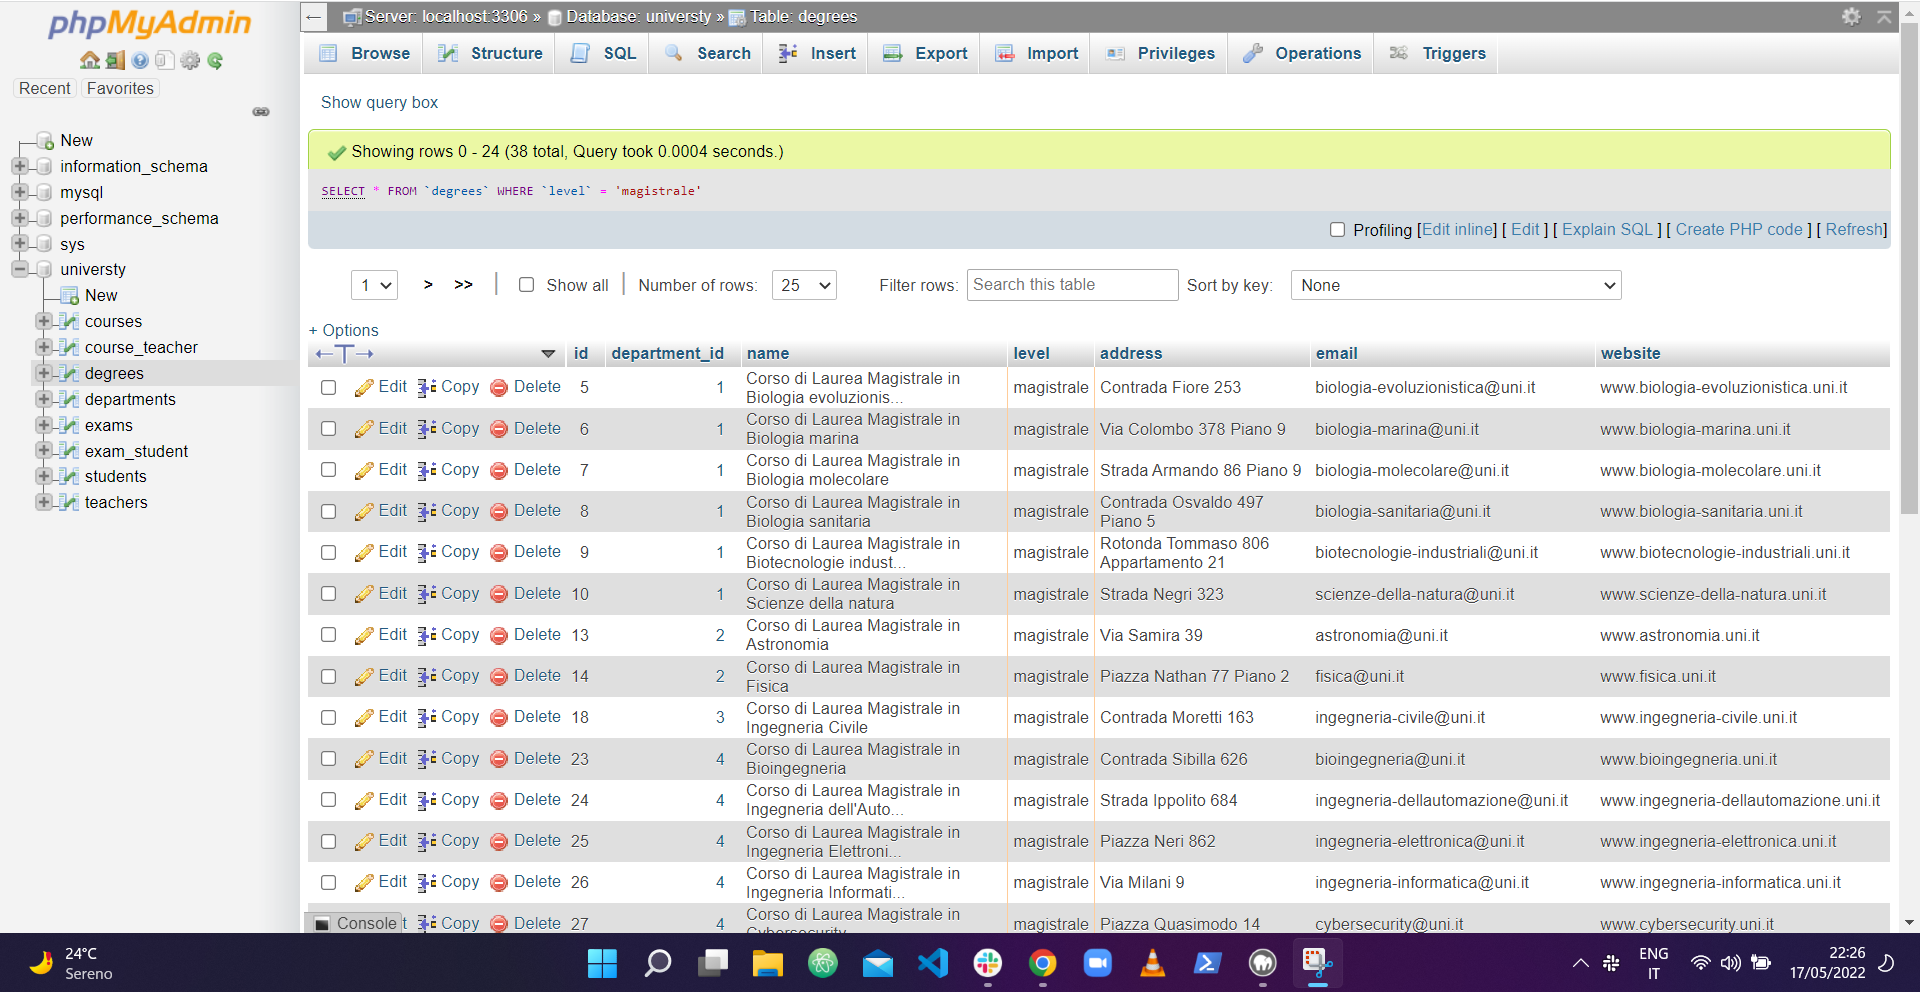 phpMyAdmin
Recent Favorites
New
information_schema
mysql
performance_schema
sys
universty
New
courses
course_teacher
degrees
departments
exams
exam_student
students
teachers
Server: localhost:3306 » Database: universty » Table: degrees
Browse Structure SQL Search Insert Export Import Privileges Operations Triggers
Show query box
Showing rows 0 - 24 (38 total, Query took 0.0004 seconds.)
SELECT * FROM `degrees` WHERE `level` = 'magistrale'
Profiling [Edit inline] [ Edit ] [ Explain SQL ] [ Create PHP code ] [ Refresh]
1 > >> Show all Number of rows: 25 Filter rows: Search this table Sort by key: None
+ Options
←T→ id department_id name level address email website
Edit Copy Delete 5 1 Corso di Laurea Magistrale in Biologia evoluzionis... magistrale Contrada Fiore 253 biologia-evoluzionistica@uni.it www.biologia-evoluzionistica.uni.it
Edit Copy Delete 6 1 Corso di Laurea Magistrale in Biologia marina magistrale Via Colombo 378 Piano 9 biologia-marina@uni.it www.biologia-marina.uni.it
Edit Copy Delete 7 1 Corso di Laurea Magistrale in Biologia molecolare magistrale Strada Armando 86 Piano 9 biologia-molecolare@uni.it www.biologia-molecolare.uni.it
Edit Copy Delete 8 1 Corso di Laurea Magistrale in Biologia sanitaria magistrale Contrada Osvaldo 497 Piano 5 biologia-sanitaria@uni.it www.biologia-sanitaria.uni.it
Edit Copy Delete 9 1 Corso di Laurea Magistrale in Biotecnologie indust... magistrale Rotonda Tommaso 806 Appartamento 21 biotecnologie-industriali@uni.it www.biotecnologie-industriali.uni.it
Edit Copy Delete 10 1 Corso di Laurea Magistrale in Scienze della natura magistrale Strada Negri 323 scienze-della-natura@uni.it www.scienze-della-natura.uni.it
Edit Copy Delete 13 2 Corso di Laurea Magistrale in Astronomia magistrale Via Samira 39 astronomia@uni.it www.astronomia.uni.it
Edit Copy Delete 14 2 Corso di Laurea Magistrale in Fisica magistrale Piazza Nathan 77 Piano 2 fisica@uni.it www.fisica.uni.it
Edit Copy Delete 18 3 Corso di Laurea Magistrale in Ingegneria Civile magistrale Contrada Moretti 163 ingegneria-civile@uni.it www.ingegneria-civile.uni.it
Edit Copy Delete 23 4 Corso di Laurea Magistrale in Bioingegneria magistrale Contrada Sibilla 626 bioingegneria@uni.it www.bioingegneria.uni.it
Edit Copy Delete 24 4 Corso di Laurea Magistrale in Ingegneria dell'Auto... magistrale Strada Ippolito 684 ingegneria-dellautomazione@uni.it www.ingegneria-dellautomazione.uni.it
Edit Copy Delete 25 4 Corso di Laurea Magistrale in Ingegneria Elettroni... magistrale Piazza Neri 862 ingegneria-elettronica@uni.it www.ingegneria-elettronica.uni.it
Edit Copy Delete 26 4 Corso di Laurea Magistrale in Ingegneria Informati... magistrale Via Milani 9 ingegneria-informatica@uni.it www.ingegneria-informatica.uni.it
Console t Copy Delete 27 4 Corso di Laurea Magistrale in Cybersecurity magistrale Piazza Quasimodo 14 cybersecurity@uni.it www.cybersecurity.uni.it
24°C
Sereno
ENG
IT
22:26
17/05/2022